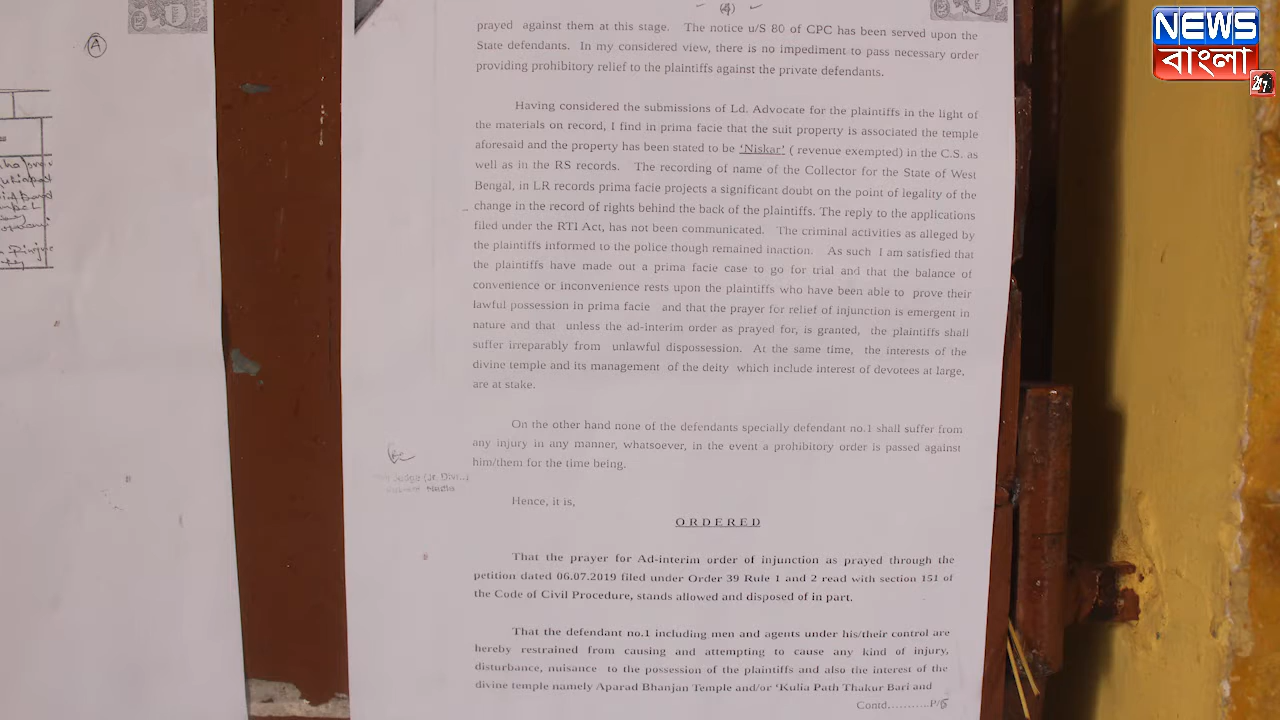 (4)
NEWS
বাংলা
24x7
A
prayed against them at this stage. The notice u/S 80 of CPC has been served upon the
State defendants. In my considered view, there is no impediment to pass necessary order
providing prohibitory relief to the plaintiffs against the private defendants.
Having considered the submissions of Ld. Advocate for the plaintiffs in the light of
the materials on record, I find in prima facie that the suit property is associated the temple
aforesaid and the property has been stated to be 'Niskar' ( revenue exempted) in the C.S. as
well as in the RS records. The recording of name of the Collector for the State of West
Bengal, in LR records prima facie projects a significant doubt on the point of legality of the
change in the record of rights behind the back of the plaintiffs. The reply to the applications
filed under the RTI Act, has not been communicated. The criminal activities as alleged by
the plaintiffs informed to the police though remained inaction. As such I am satisfied that
the plaintiffs have made out a prima facie case to go for trial and that the balance of
convenience or inconvenience rests upon the plaintiffs who have been able to prove their
lawful possession in prima facie and that the prayer for relief of injunction is emergent in
nature and that unless the ad-interim order as prayed for, is granted, the plaintiffs shall
suffer irreparably from unlawful dispossession. At the same time, the interests of the
divine temple and its management of the deity which include interest of devotees at large,
are at stake.
On the other hand none of the defendants specially defendant no.1 shall suffer from
any injury in any manner, whatsoever, in the event a prohibitory order is passed against
him/them for the time being.
Judge (Jr. Divn.)
Nadia
Hence, it is,
ORDERED
That the prayer for Ad-interim order of injunction as prayed through the
petition dated 06.07.2019 filed under Order 39 Rule 1 and 2 read with section 151 of
the Code of Civil Procedure, stands allowed and disposed of in part.
That the defendant no.1 including men and agents under his/their control are
hereby restrained from causing and attempting to cause any kind of injury,
disturbance, nuisance to the possession of the plaintiffs and also the interest of the
divine temple namely Aparad Bhanjan Temple and/or 'Kulia Path Thakur Bari and
Contd..........P/5